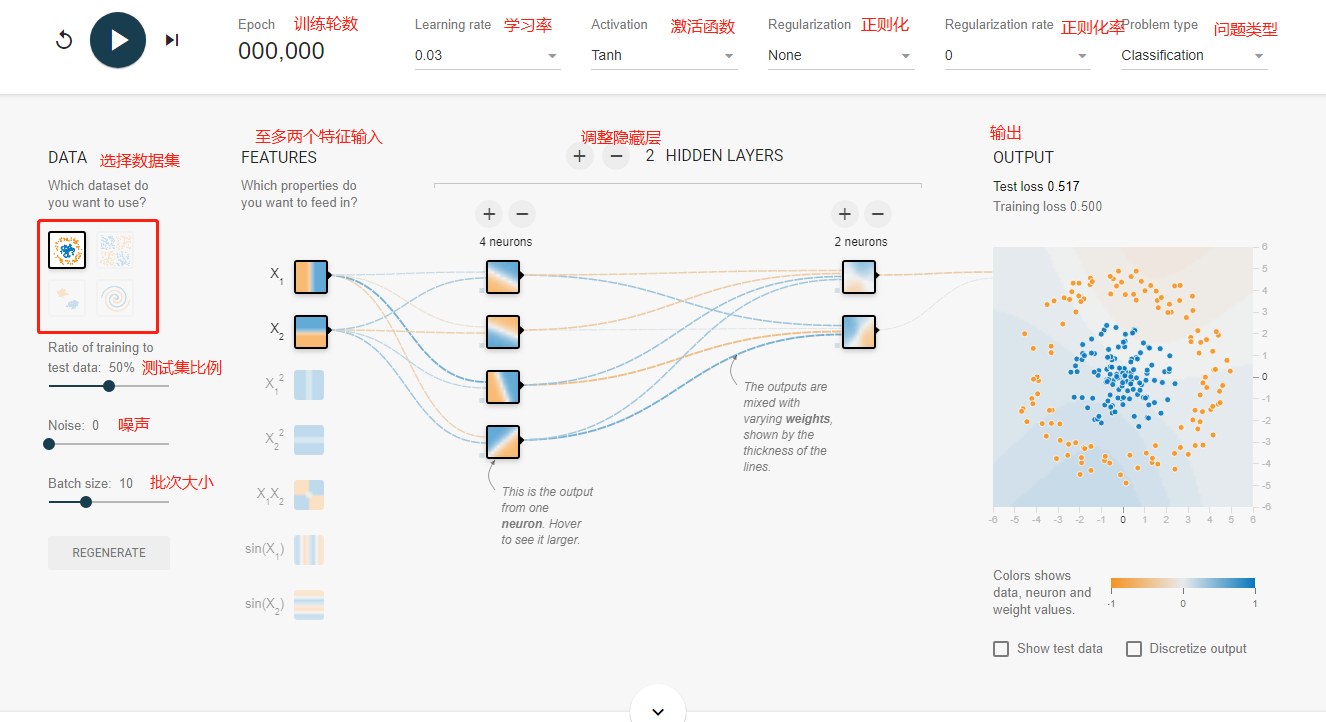 Epoch 训练轮数
000,000
Learning rate 学习率
0.03
Activation 激活函数
Tanh
Regularization 正则化
None
Regularization rate 正则化率
0
Problem type 问题类型
Classification
DATA 选择数据集
Which dataset do
you want to use?
Ratio of training to
test data: 50% 测试集比例
Noise: 0 噪声
Batch size: 10 批次大小
REGENERATE
至多两个特征输入
FEATURES
Which properties do
you want to feed in?
X1
X2
X1²
X2²
X1X2
sin(X1)
sin(X2)
调整隐藏层
+ − 2 HIDDEN LAYERS
+ −
4 neurons
+ −
2 neurons
This is the output
from one
neuron. Hover
to see it larger.
The outputs are
mixed with
varying weights,
shown by the
thickness of the
lines.
输出
OUTPUT
Test loss 0.517
Training loss 0.500
6
5
4
3
2
1
0
-1
-2
-3
-4
-5
-6
-6 -5 -4 -3 -2 -1 0 1 2 3 4 5 6
Colors shows
data, neuron and
weight values.
-1 0 1
Show test data
Discretize output